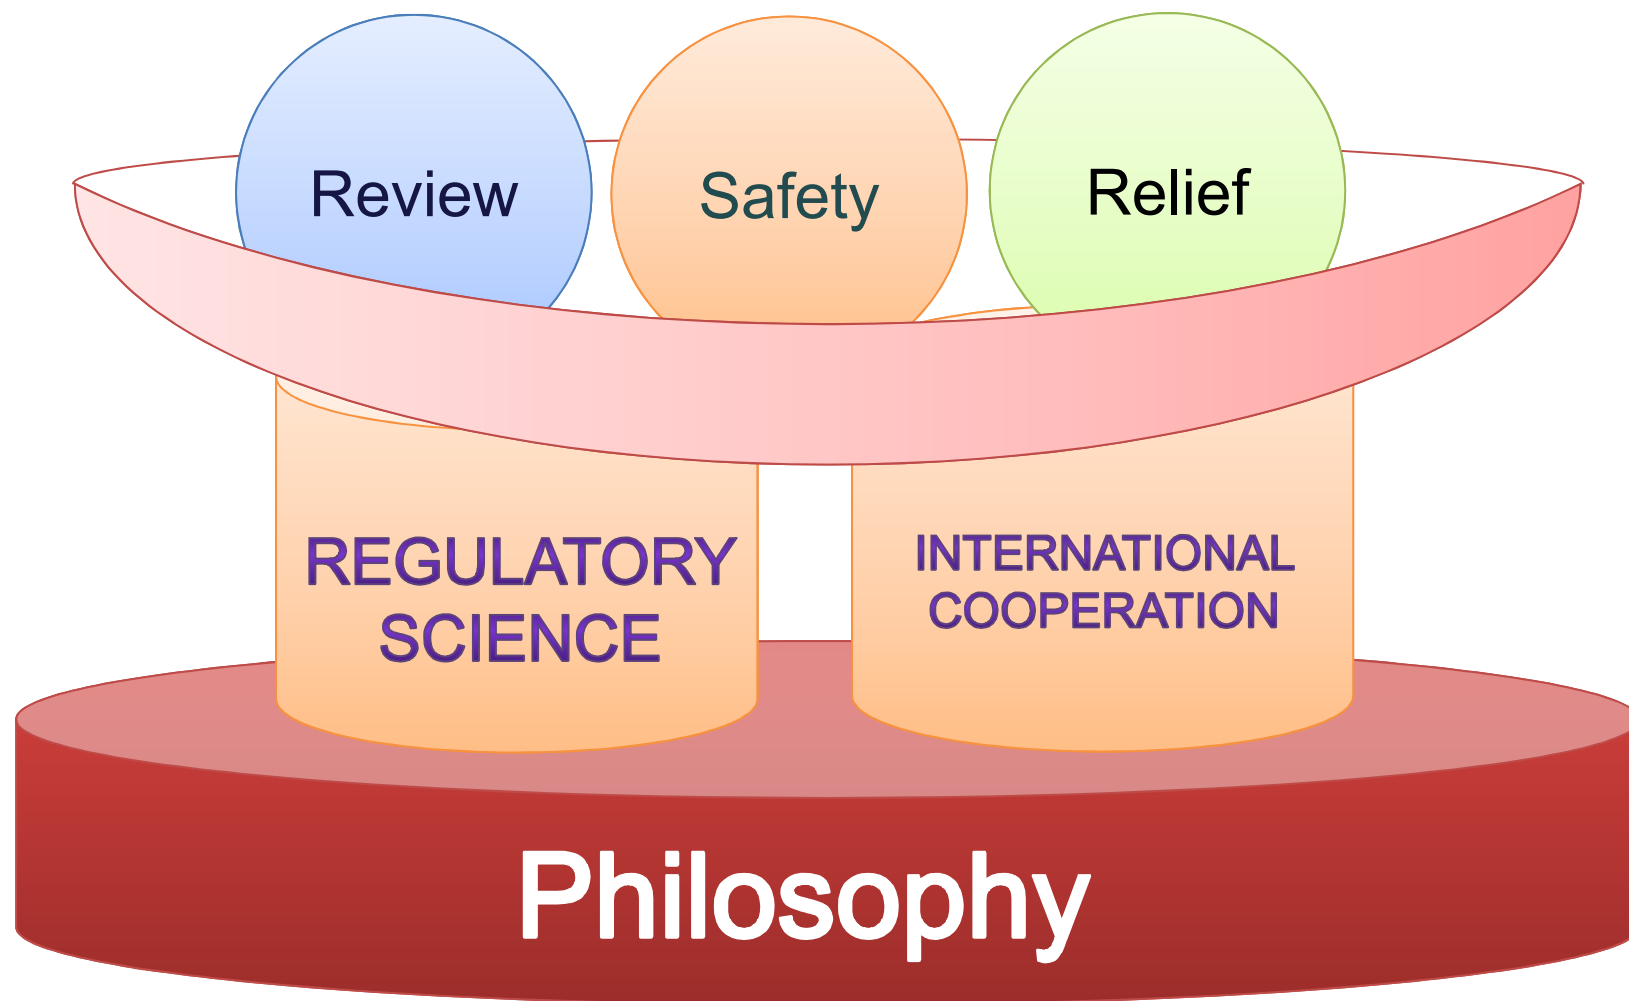 Review
Safety
Relief
REGULATORY
SCIENCE
INTERNATIONAL
COOPERATION
Philosophy